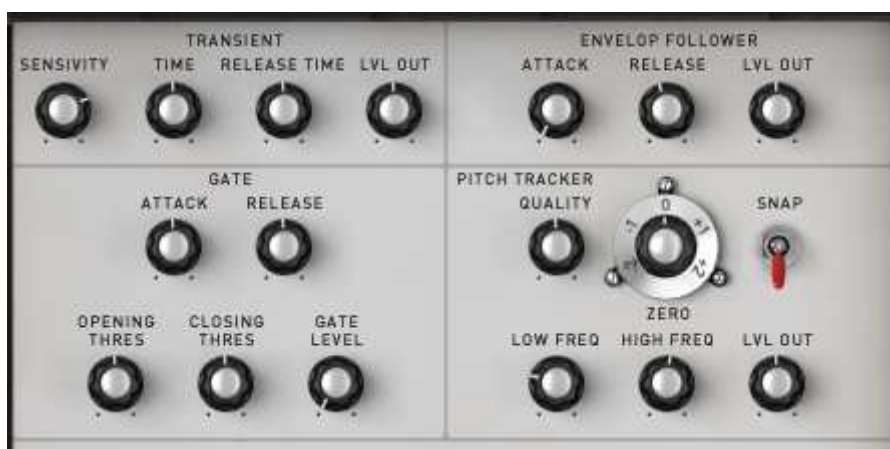 TRANSIENT
SENSIVITY TIME RELEASE TIME LVL OUT
ENVELOP FOLLOWER
ATTACK RELEASE LVL OUT
GATE
ATTACK RELEASE
OPENING THRES CLOSING THRES GATE LEVEL
PITCH TRACKER
QUALITY 0 SNAP
-1 +1
+2
ZERO
LOW FREQ HIGH FREQ LVL OUT